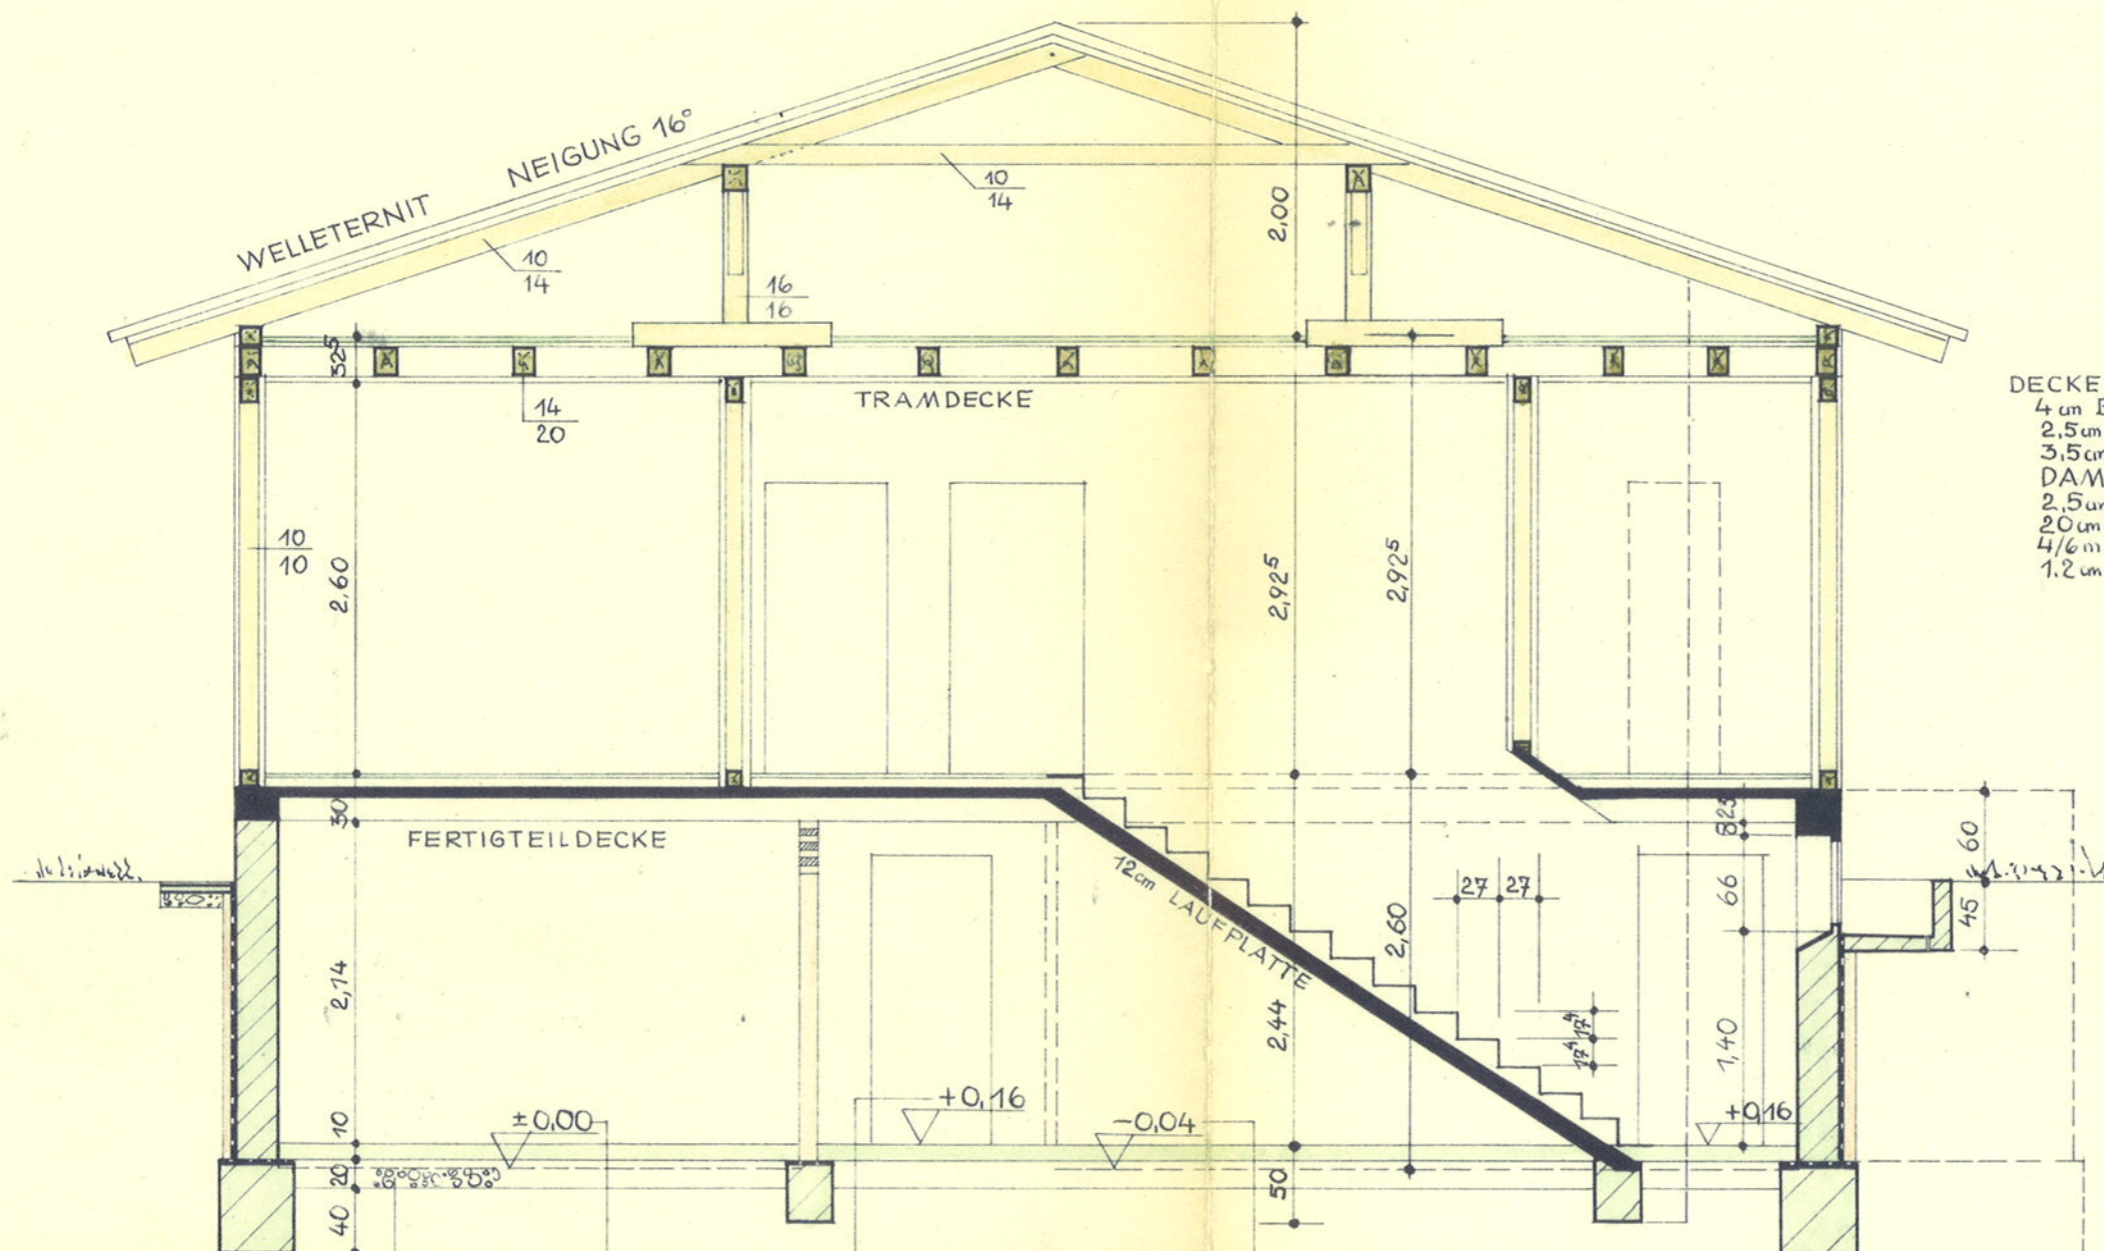 NEIGUNG 16°
WELLETERNIT
10
14
10
14
16
16
2,00
32⁵
TRAMDECKE
14
20
DECKE
4 cm
2,5 cm
3,5 cm
DAM
2,5 cm
20 cm
4/6
1.2 cm
10
10
2,60
2,92⁵
2,92⁵
30
FERTIGTEILDECKE
12cm LAUFPLATTE
60
27 27
66
45
2,60
2,14
2,44
17⁴
17⁴
1,40
10
±0,00
+0,16
-0,04
+0,16
20
50
40